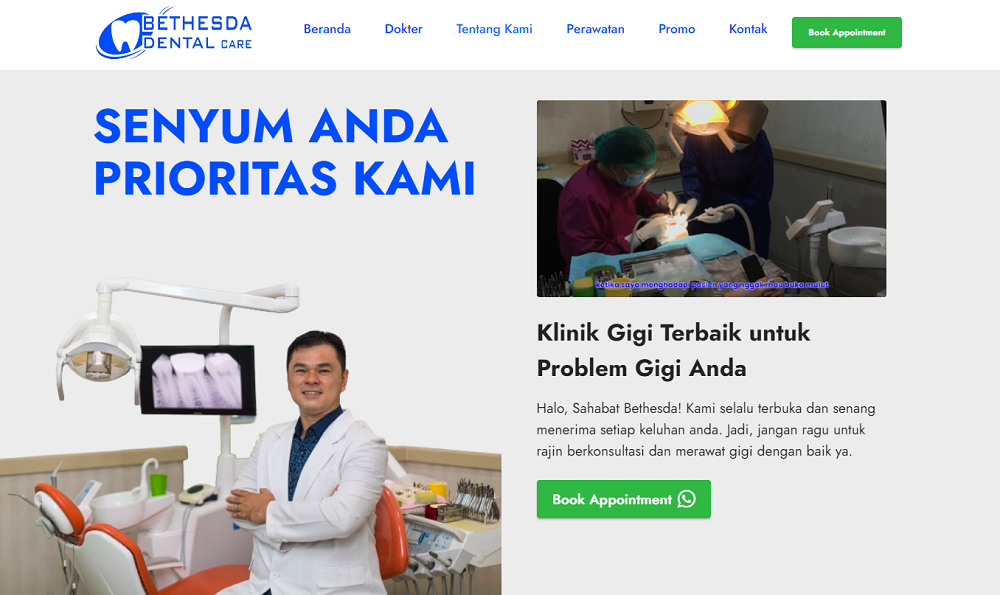 BETHESDA
DENTAL CARE
Beranda
Dokter
Tentang Kami
Perawatan
Promo
Kontak
Book Appointment
SENYUM ANDA
PRIORITAS KAMI
ketika saya menghadapi pasien yang nggak mau buka mulut
Klinik Gigi Terbaik untuk
Problem Gigi Anda
Halo, Sahabat Bethesda! Kami selalu terbuka dan senang
menerima setiap keluhan anda. Jadi, jangan ragu untuk
rajin berkonsultasi dan merawat gigi dengan baik ya.
Book Appointment